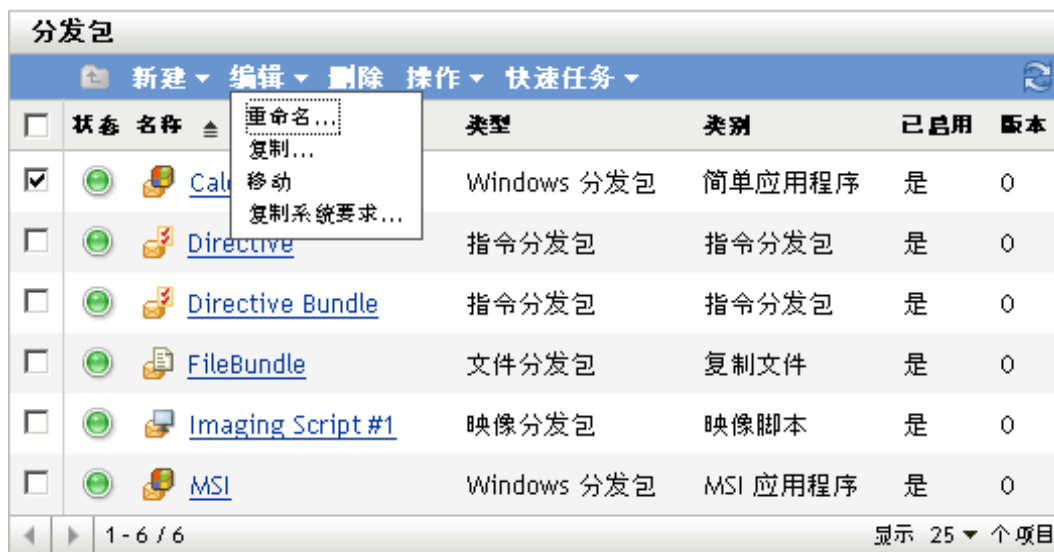 分发包
新建 编辑 删除 操作 快速任务
状态 名称 类型 类别 已启用 版本
重命名...
复制...
移动
复制系统要求...
Windows 分发包 简单应用程序 是 0
Directive 指令分发包 指令分发包 是 0
Directive Bundle 指令分发包 指令分发包 是 0
FileBundle 文件分发包 复制文件 是 0
Imaging Script #1 映像分发包 映像脚本 是 0
MSI Windows 分发包 MSI 应用程序 是 0
1 - 6 / 6 显示 25 个项目